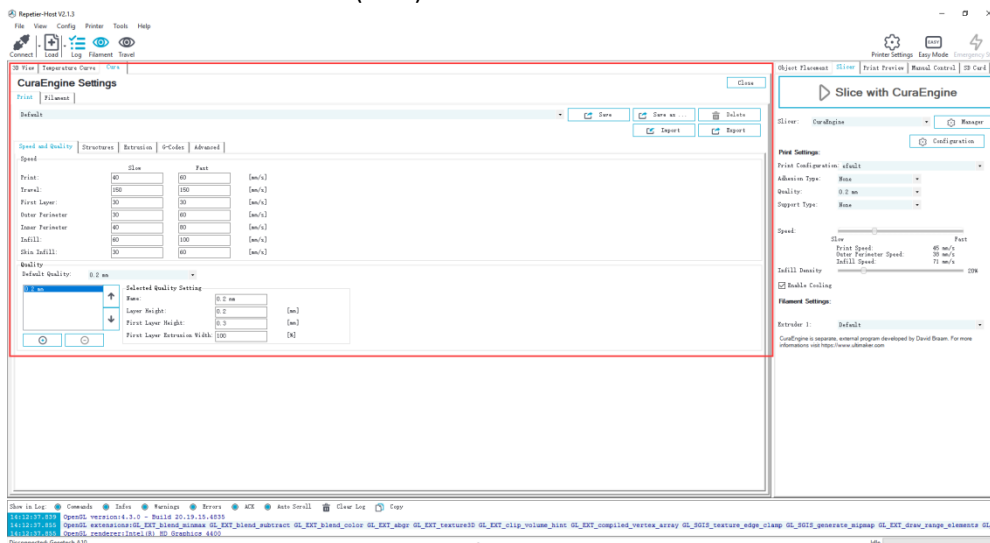 Repetier-Host V2.1.3
File View Config Printer Tools Help
Connect Load Log Filament Travel
Printer Settings Easy Mode Emergency S
EASY
3D View Temperature Curve Cura
Object Placement Slicer Print Preview Manual Control SD Card
CuraEngine Settings
Close
Slice with CuraEngine
Print Filament
Default
Save Save as ... Delete
Import Export
Slicer: CuraEngine Manager
Configuration
Speed and Quality Structures Extrusion G-Codes Advanced
Speed
Slow Fast
Print: 40 60 [mm/s]
Travel: 150 150 [mm/s]
First Layer: 30 30 [mm/s]
Outer Perimeter 30 60 [mm/s]
Inner Perimeter 40 80 [mm/s]
Infill: 60 100 [mm/s]
Skin Infill: 30 60 [mm/s]
Quality
Default Quality: 0.2 mm
0.2 mm
Selected Quality Setting
Name: 0.2 mm
Layer Height: 0.2 [mm]
First Layer Height: 0.3 [mm]
First Layer Extrusion Width: 100 [%]
Print Settings:
Print Configuration: efault
Adhesion Type: None
Quality: 0.2 mm
Support Type: None
Speed:
Slow Fast
Print Speed: 45 mm/s
Outer Perimeter Speed: 38 mm/s
Infill Speed: 71 mm/s
Infill Density 20%
Enable Cooling
Filament Settings:
Extruder 1: Default
CuraEngine is separate, external program developed by David Braam. For more
informations visit https://www.ultimaker.com
Show in Log: Commands Infos Warnings Errors ACK Auto Scroll Clear Log Copy
14:12:37.839 OpenGL version:4.3.0 - Build 20.19.15.4835
14:12:37.855 OpenGL extensions:GL_EXT_blend_minmax GL_EXT_blend_subtract GL_EXT_blend_color GL_EXT_abgr GL_EXT_texture3D GL_EXT_clip_volume_hint GL_EXT_compiled_vertex_array GL_SGIS_texture_edge_clamp GL_SGIS_generate_mipmap GL_EXT_draw_range_elements GL
14:12:37.855 OpenGL renderer:Intel(R) HD Graphics 4400
Idle